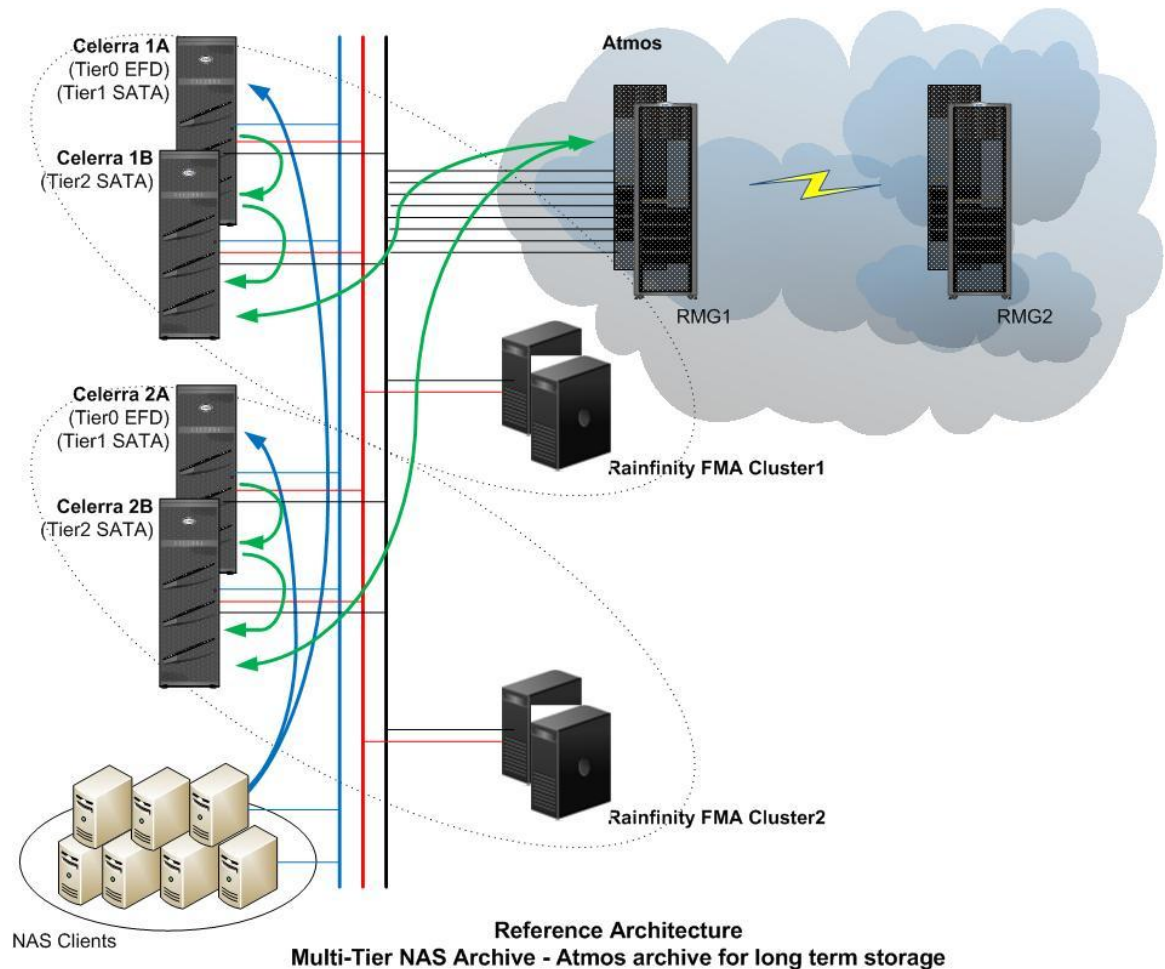 Celerra 1A
(Tier0 EFD)
(Tier1 SATA)
Celerra 1B
(Tier2 SATA)
Atmos
RMG1
RMG2
Rainfinity FMA Cluster1
Celerra 2A
(Tier0 EFD)
(Tier1 SATA)
Celerra 2B
(Tier2 SATA)
Rainfinity FMA Cluster2
NAS Clients
Reference Architecture
Multi-Tier NAS Archive - Atmos archive for long term storage